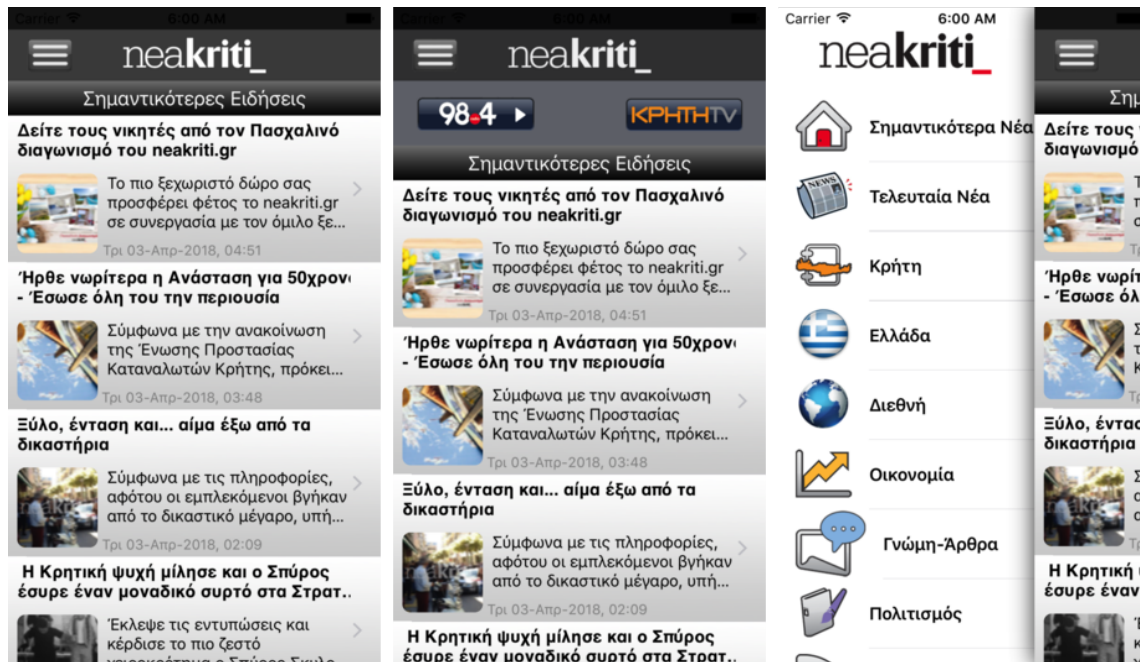 Carrier 6:00 AM
neakriti_
Σημαντικότερες Ειδήσεις
Δείτε τους νικητές από τον Πασχαλινό
διαγωνισμό του neakriti.gr
Το πιο ξεχωριστό δώρο σας
προσφέρει φέτος το neakriti.gr
σε συνεργασία με τον όμιλο ξε...
Τρι 03-Απρ-2018, 04:51
Ήρθε νωρίτερα η Ανάσταση για 50χρον
- Έσωσε όλη του την περιουσία
Σύμφωνα με την ανακοίνωση
της Ένωσης Προστασίας
Καταναλωτών Κρήτης, πρόκει...
Τρι 03-Απρ-2018, 03:48
Ξύλο, ένταση και... αίμα έξω από τα
δικαστήρια
Σύμφωνα με τις πληροφορίες,
αφότου οι εμπλεκόμενοι βγήκαν
από το δικαστικό μέγαρο, υπή...
Τρι 03-Απρ-2018, 02:09
Η Κρητική ψυχή μίλησε και ο Σπύρος
έσυρε έναν μοναδικό συρτό στα Στρατ..
Έκλεψε τις εντυπώσεις και
κέρδισε το πιο ζεστό
neakriti_
98.4
ΚΡΗΤΗTV
Σημαντικότερες Ειδήσεις
Δείτε τους νικητές από τον Πασχαλινό
διαγωνισμό του neakriti.gr
Το πιο ξεχωριστό δώρο σας
προσφέρει φέτος το neakriti.gr
σε συνεργασία με τον όμιλο ξε...
Τρι 03-Απρ-2018, 04:51
Ήρθε νωρίτερα η Ανάσταση για 50χρον
- Έσωσε όλη του την περιουσία
Σύμφωνα με την ανακοίνωση
της Ένωσης Προστασίας
Καταναλωτών Κρήτης, πρόκει...
Τρι 03-Απρ-2018, 03:48
Ξύλο, ένταση και... αίμα έξω από τα
δικαστήρια
Σύμφωνα με τις πληροφορίες,
αφότου οι εμπλεκόμενοι βγήκαν
από το δικαστικό μέγαρο, υπή...
Τρι 03-Απρ-2018, 02:09
Η Κρητική ψυχή μίλησε και ο Σπύρος
έσυρε έναν μοναδικό συρτό στα Στρατ..
Carrier 6:00 AM
neakriti_
Σημαντικότερα Νέα
NEWS
Τελευταία Νέα
Κρήτη
Ελλάδα
Διεθνή
Οικονομία
Γνώμη-Άρθρα
Πολιτισμός
Δείτε τους
διαγωνισμό
Ξύλο, έντα
δικαστήρια
Η Κρητική
έσυρε έναν